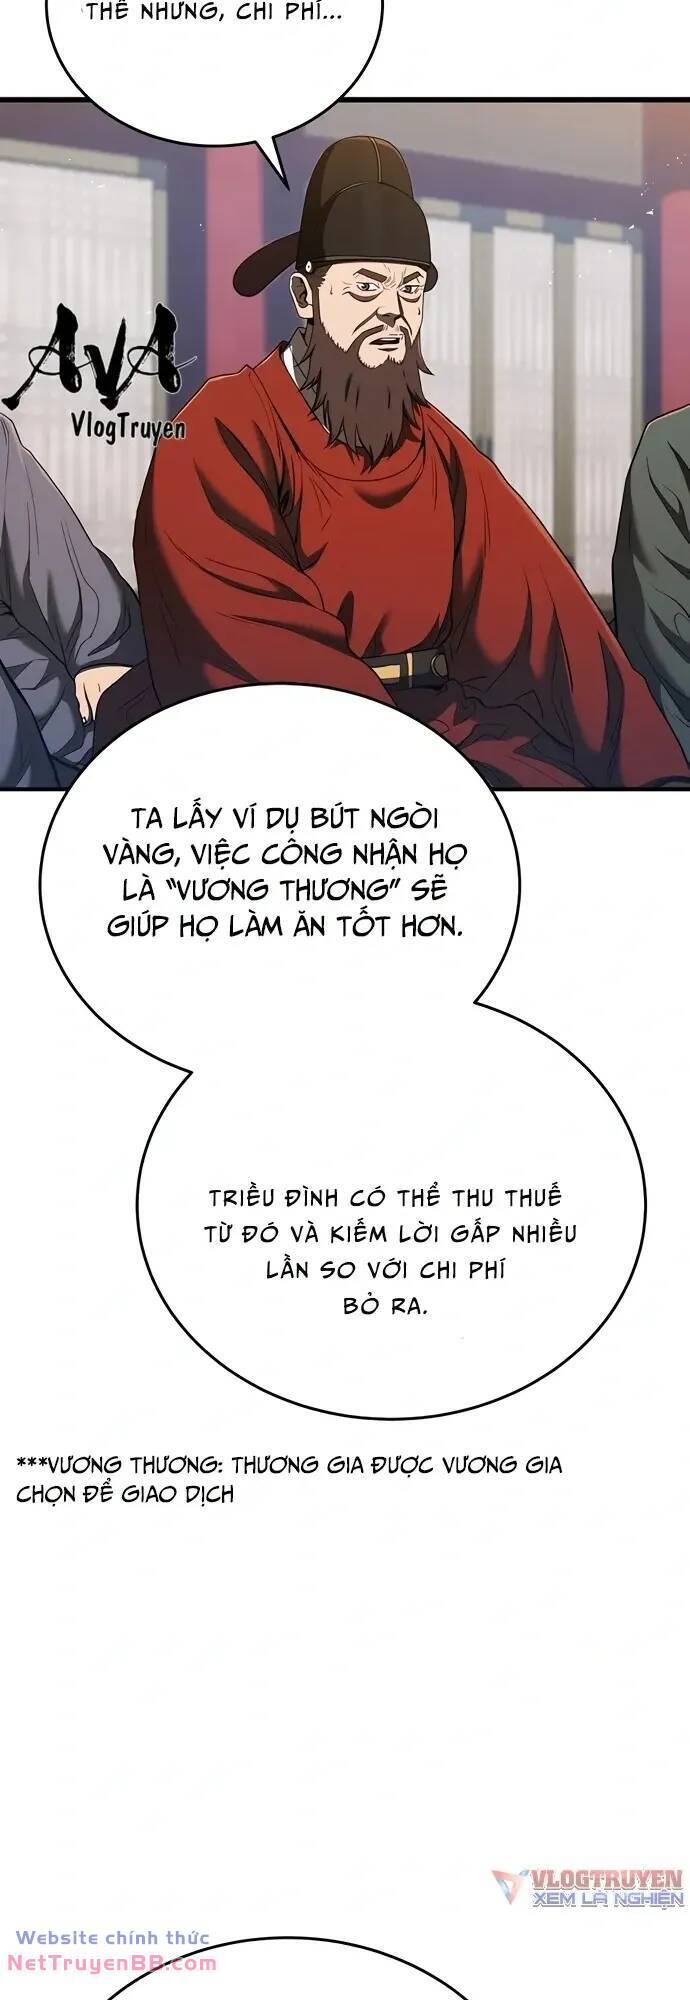 THẾ NHƯNG, CHI PHÍ...
AVA
VlogTruyen
TA LẤY VÍ DỤ BÚT NGÒI
VÀNG, VIỆC CÔNG NHẬN HỌ
LÀ "VƯƠNG THƯƠNG" SẼ
GIÚP HỌ LÀM ĂN TỐT HƠN.
TRIỀU ĐÌNH CÓ THỂ THU THUẾ
TỪ ĐÓ VÀ KIẾM LỜI GẤP NHIỀU
LẦN SO VỚI CHI PHÍ
BỎ RA.
***VƯƠNG THƯƠNG: THƯƠNG GIA ĐƯỢC VƯƠNG GIA
CHỌN ĐỂ GIAO DỊCH
VLOGTRUYEN
XEM LÀ NGHIỆN
Website chính thức
NetTruyenBB.com